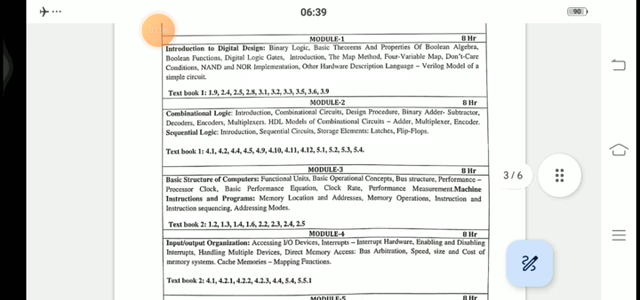 06:39
90
MODULE-1 8 Hr
Introduction to Digital Design: Binary Logic, Basic Theorems And Properties Of Boolean Algebra,
Boolean Functions, Digital Logic Gates, Introduction, The Map Method, Four-Variable Map, Don't-Care
Conditions, NAND and NOR Implementation, Other Hardware Description Language – Verilog Model of a
simple circuit.
Text book 1: 1.9, 2.4, 2.5, 2.8, 3.1, 3.2, 3.3, 3.5, 3.6, 3.9
MODULE-2 8 Hr
Combinational Logic: Introduction, Combinational Circuits, Design Procedure, Binary Adder- Subtractor,
Decoders, Encoders, Multiplexers. HDL Models of Combinational Circuits – Adder, Multiplexer, Encoder.
Sequential Logic: Introduction, Sequential Circuits, Storage Elements: Latches, Flip-Flops.
Text book 1: 4.1, 4.2, 4.4, 4.5, 4.9, 4.10, 4.11, 4.12, 5.1, 5.2, 5.3, 5.4.
MODULE-3 8 Hr
Basic Structure of Computers: Functional Units, Basic Operational Concepts, Bus structure, Performance –
Processor Clock, Basic Performance Equation, Clock Rate, Performance Measurement.Machine
Instructions and Programs: Memory Location and Addresses, Memory Operations, Instruction and
Instruction sequencing, Addressing Modes.
Text book 2: 1.2, 1.3, 1.4, 1.6, 2.2, 2.3, 2.4, 2.5
3 / 6
MODULE-4 8 Hr
Input/output Organization: Accessing I/O Devices, Interrupts – Interrupt Hardware, Enabling and Disabling
Interrupts, Handling Multiple Devices, Direct Memory Access: Bus Arbitration, Speed, size and Cost of
memory systems. Cache Memories – Mapping Functions.
Text book 2: 4.1, 4.2.1, 4.2.2, 4.2.3, 4.4, 5.4, 5.5.1
MODULE-5 8 Hr